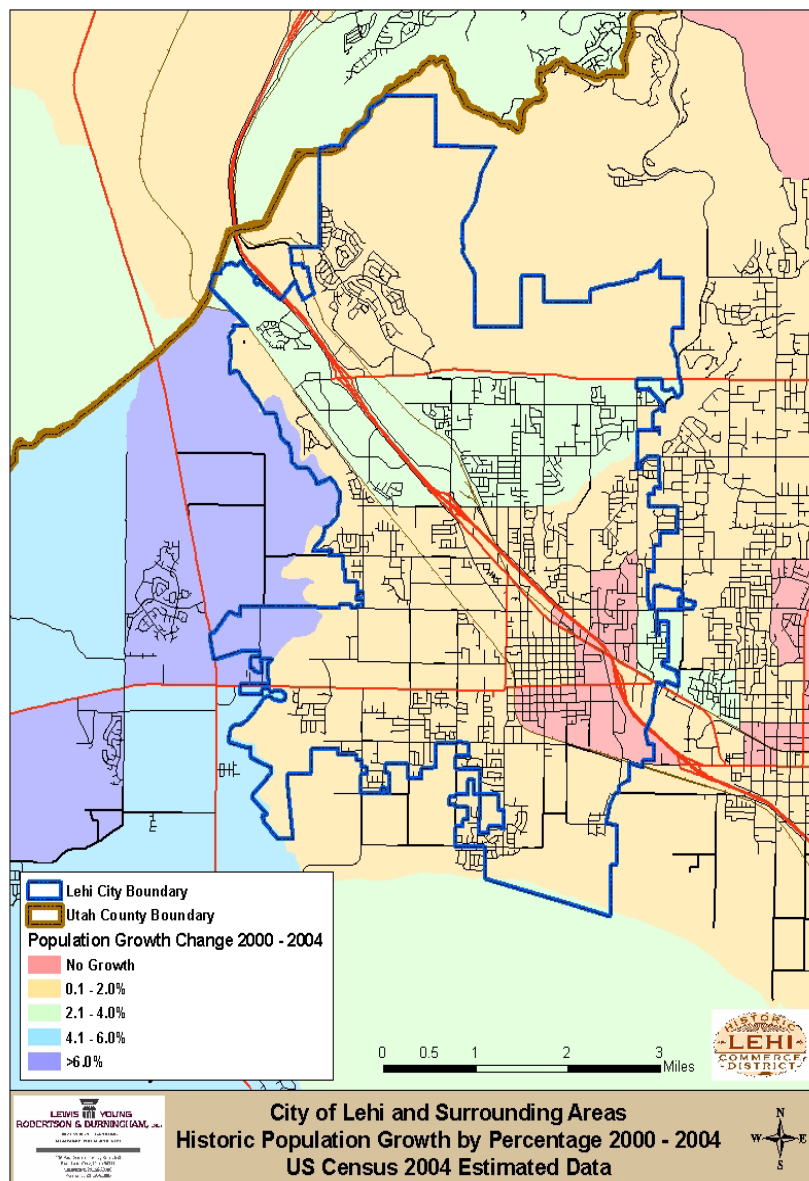 Lehi City Boundary
Utah County Boundary
Population Growth Change 2000 - 2004
No Growth
0.1 - 2.0%
2.1 - 4.0%
4.1 - 6.0%
>6.0%
0 0.5 1 2 3
Miles
HISTORIC
LEHI
COMMERCE
DISTRICT
LEWIS YOUNG
ROBERTSON & BURNINGHAM, INC.
City of Lehi and Surrounding Areas
Historic Population Growth by Percentage 2000 - 2004
US Census 2004 Estimated Data
N
W E
S